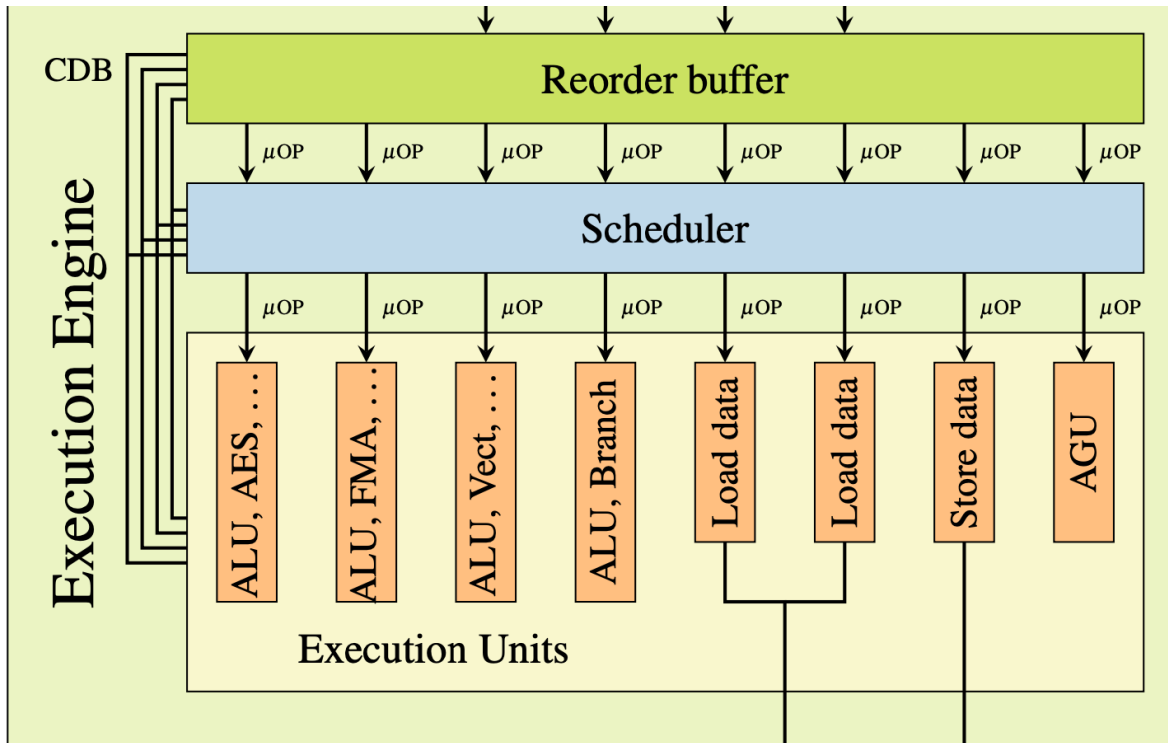 CDB
Reorder buffer
µOP µOP µOP µOP µOP µOP µOP µOP
Scheduler
µOP µOP µOP µOP µOP µOP µOP µOP
Execution Engine
ALU, AES, …
ALU, FMA, …
ALU, Vect, …
ALU, Branch
Load data
Load data
Store data
AGU
Execution Units